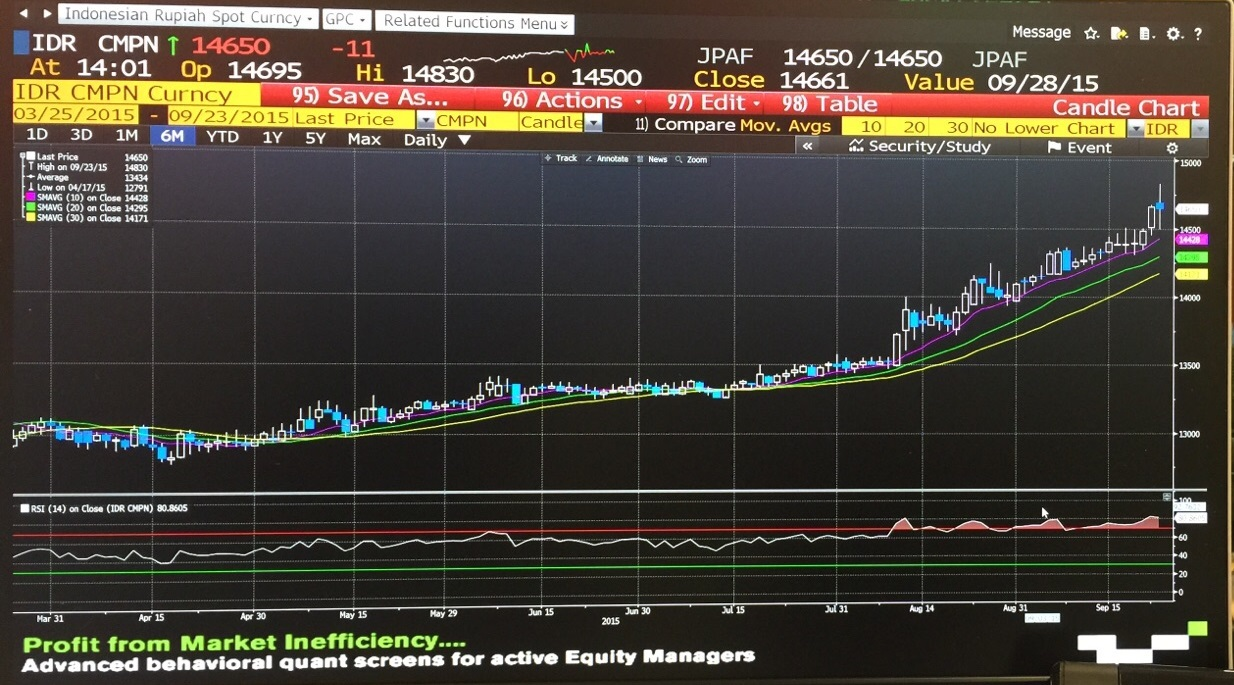 Indonesian Rupiah Spot Curncy GPC Related Functions Menu
Message ?
IDR CMPN ↑ 14650 -11 JPAF 14650/14650 JPAF
At 14:01 Op 14695 Hi 14830 Lo 14500 Close 14661 Value 09/28/15
IDR CMPN Curncy 95) Save As... 96) Actions 97) Edit 98) Table Candle Chart
03/25/2015 - 09/23/2015 Last Price CMPN Candle 11) Compare Mov. Avgs 10 20 30 No Lower Chart IDR
1D 3D 1M 6M YTD 1Y 5Y Max Daily ▼ « Security/Study Event
Track Annotate News Zoom
Last Price 14650
High on 09/23/15 14830
Average 13434
Low on 04/17/15 12791
SMAVG (10) on Close 14428
SMAVG (20) on Close 14295
SMAVG (30) on Close 14171
15000
14500
14428
14000
13500
13000
RSI (14) on Close (IDR CMPN) 80.8605
100
60
40
20
0
Mar 31 Apr 15 Apr 30 May 15 May 29 Jun 15 Jun 30 Jul 15 Jul 31 Aug 14 Aug 31 Sep 15
2015
Profit from Market Inefficiency....
Advanced behavioral quant screens for active Equity Managers